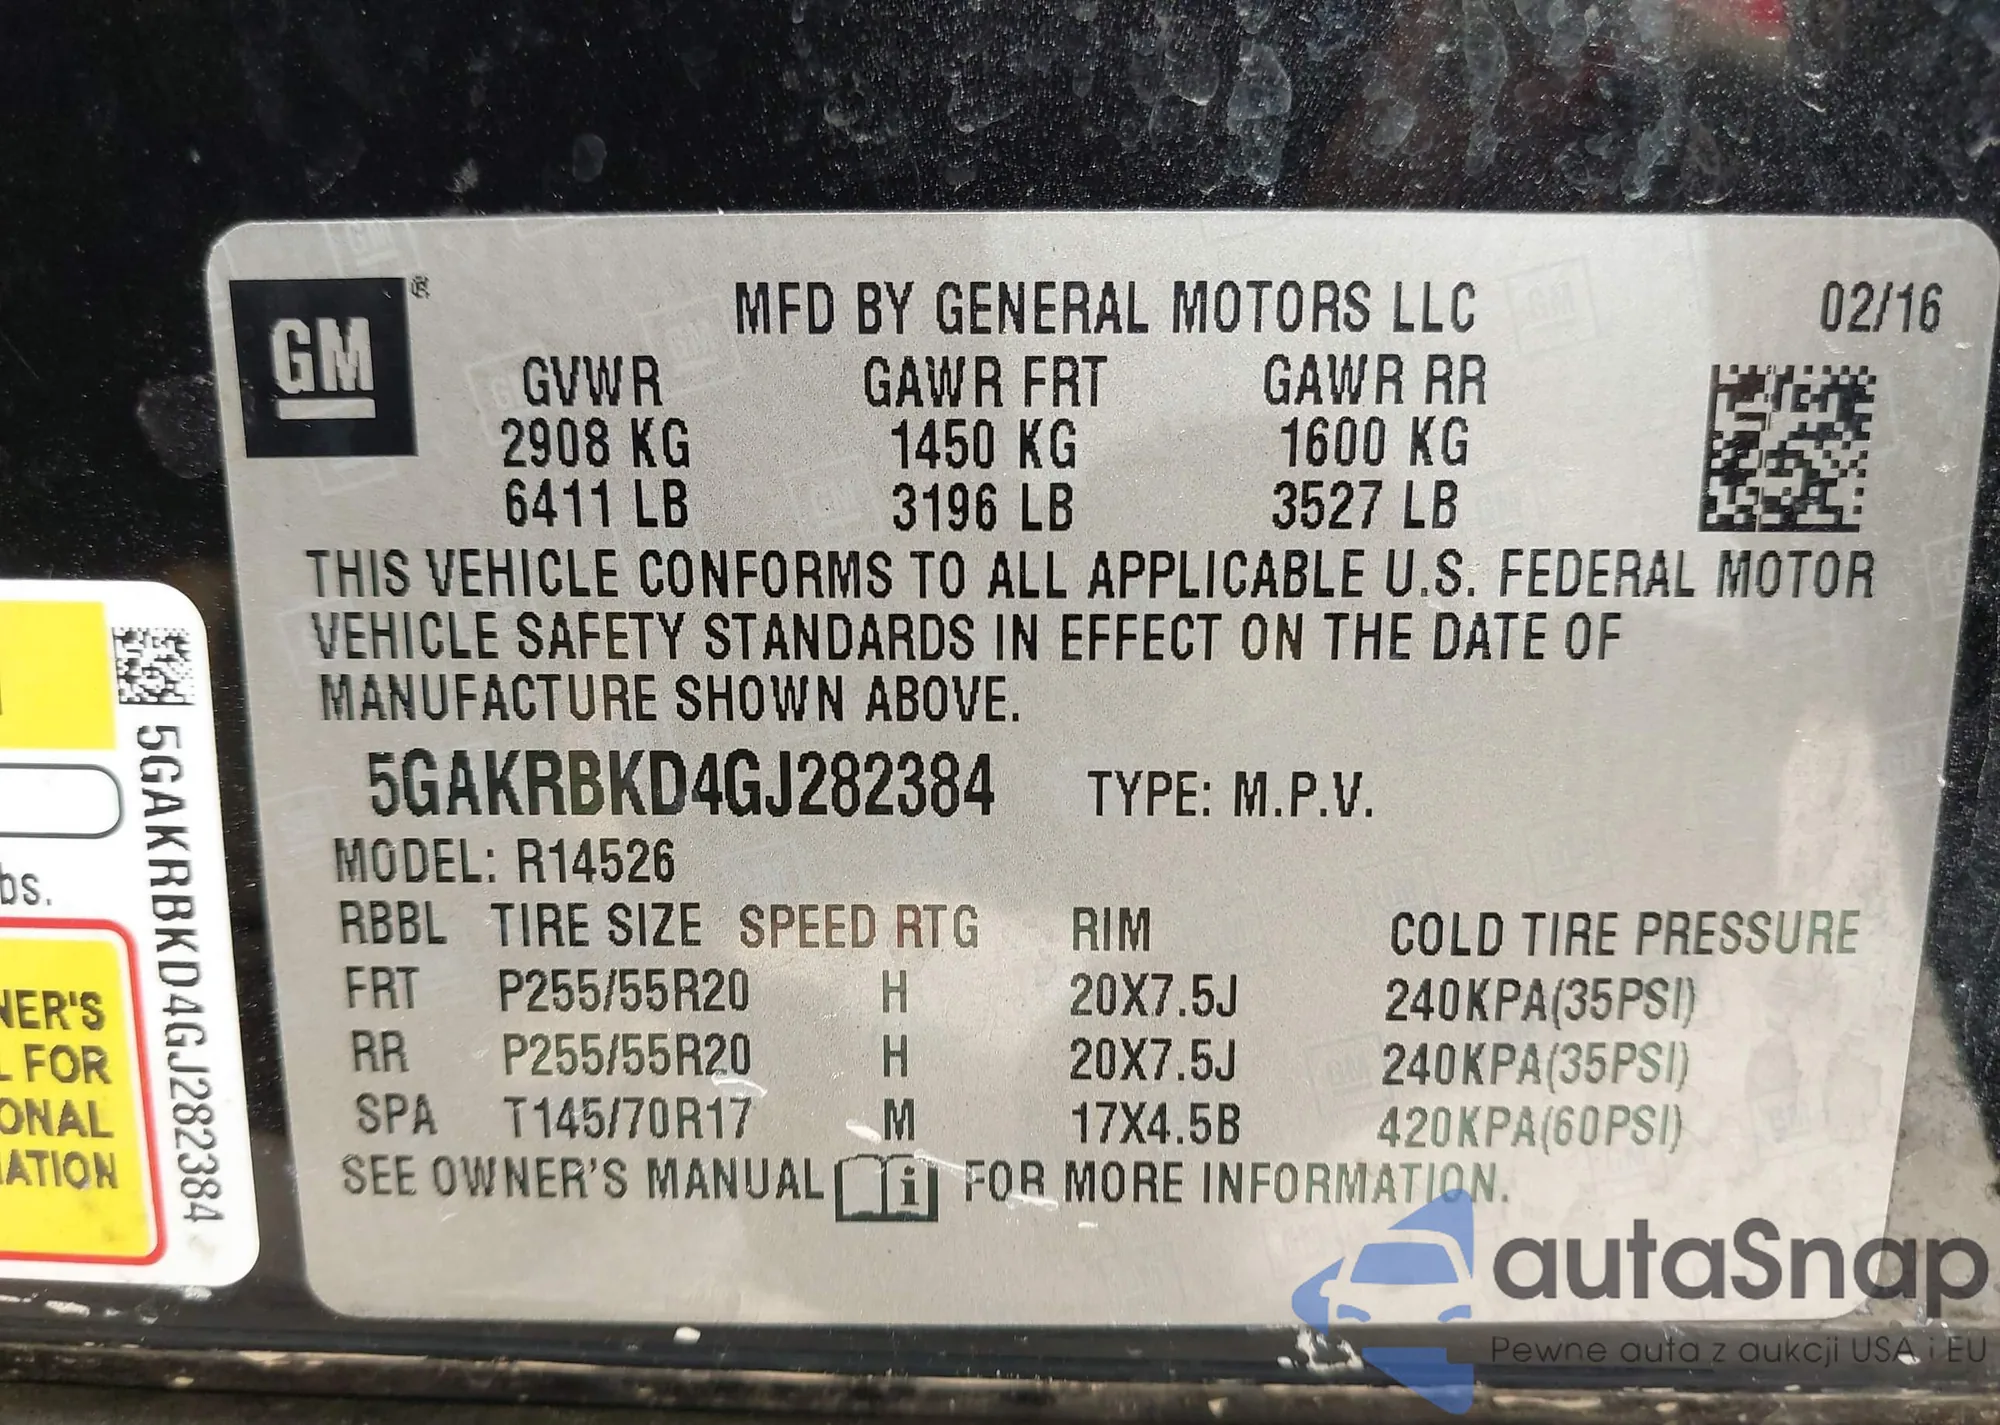 GM
®
MFD BY GENERAL MOTORS LLC 02/16
GVWR GAWR FRT GAWR RR
2908 KG 1450 KG 1600 KG
6411 LB 3196 LB 3527 LB
THIS VEHICLE CONFORMS TO ALL APPLICABLE U.S. FEDERAL MOTOR
VEHICLE SAFETY STANDARDS IN EFFECT ON THE DATE OF
MANUFACTURE SHOWN ABOVE.
5GAKRBKD4GJ282384 TYPE: M.P.V.
MODEL: R14526
RBBL TIRE SIZE SPEED RTG RIM COLD TIRE PRESSURE
FRT P255/55R20 H 20X7.5J 240KPA(35PSI)
RR P255/55R20 H 20X7.5J 240KPA(35PSI)
SPA T145/70R17 M 17X4.5B 420KPA(60PSI)
SEE OWNER'S MANUAL i FOR MORE INFORMATION.
5GAKRBKD4GJ282384
bs.
NER'S
L FOR
ONAL
ATION
autaSnap
Pewne auta z aukcji USA i EU